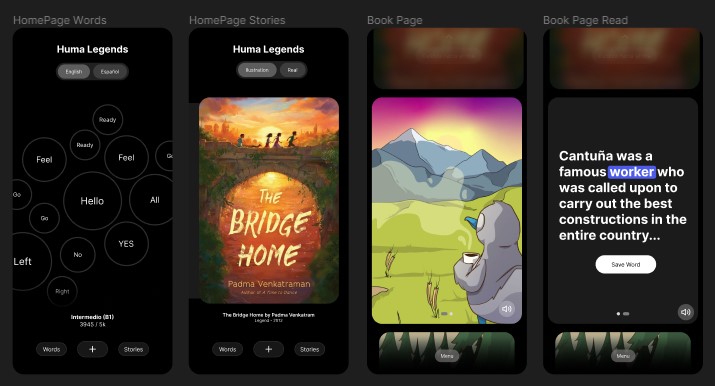 HomePage Words
Huma Legends
English
Español
Ready
Ready
Feel
Feel
Go
Hello
All
Go
Go
No
YES
Left
Right
Intermedio (B1)
3945 / 5k
Words
+
Stories
HomePage Stories
Huma Legends
Illustration
Real
THE
BRIDGE
HOME
Padma Venkatraman
Author of A Time to Dance
The Bridge Home by Padma Venkatram
Legend - 2013
Words
+
Stories
Book Page
HOME
Menu
Book Page Read
HOME
Cantuña was a
famous worker who
was called upon to
carry out the best
constructions in the
entire country...
Save Word
Menu